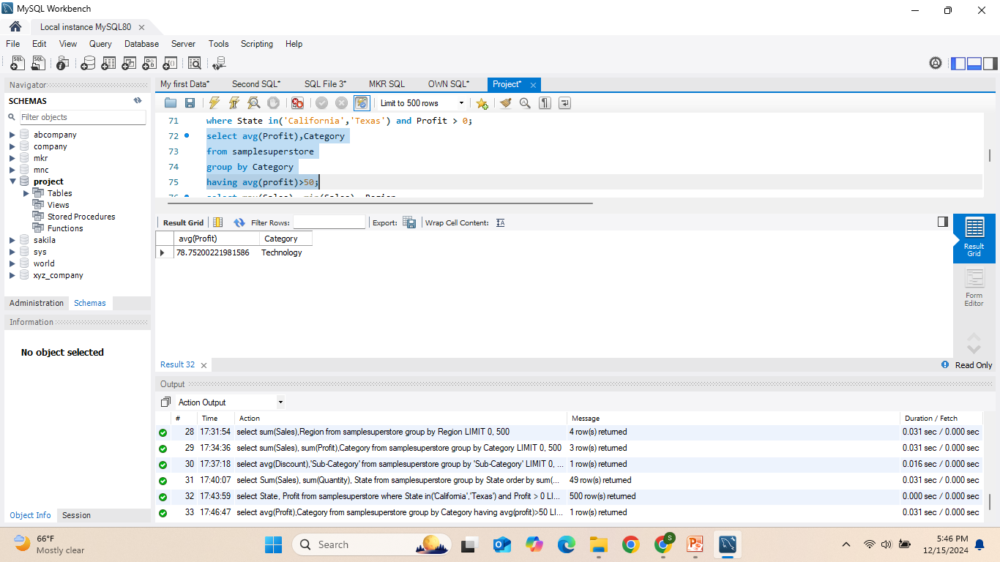 MySQL Workbench
Local instance MySQL80
File Edit View Query Database Server Tools Scripting Help
Navigator
SCHEMAS
Filter objects
abcompany
company
mkr
mnc
project
Tables
Views
Stored Procedures
Functions
sakila
sys
world
xyz_company
Administration Schemas
Information
No object selected
Object Info Session
My first Data* Second SQL* SQL File 3* MKR SQL OWN SQL* Project*
Limit to 500 rows
71 where State in('California','Texas') and Profit > 0;
72 select avg(Profit),Category
73 from samplesuperstore
74 group by Category
75 having avg(profit)>50;
76 select max(Sales), min(Sales), Region
Result Grid Filter Rows: Export: Wrap Cell Content:
avg(Profit) Category
78.75200221981586 Technology
Result Grid
Form Editor
Result 32
Read Only
Output
Action Output
# Time Action Message Duration / Fetch
28 17:31:54 select sum(Sales),Region from samplesuperstore group by Region LIMIT 0, 500 4 row(s) returned 0.031 sec / 0.000 sec
29 17:34:36 select sum(Sales), sum(Profit),Category from samplesuperstore group by Category LIMIT 0, 500 3 row(s) returned 0.031 sec / 0.000 sec
30 17:37:18 select avg(Discount),'Sub-Category' from samplesuperstore group by 'Sub-Category' LIMIT 0, ... 1 row(s) returned 0.016 sec / 0.000 sec
31 17:40:07 select Sum(Sales), sum(Quantity), State from samplesuperstore group by State order by sum(... 49 row(s) returned 0.031 sec / 0.000 sec
32 17:43:59 select State, Profit from samplesuperstore where State in('California','Texas') and Profit > 0 LI... 500 row(s) returned 0.000 sec / 0.000 sec
33 17:46:47 select avg(Profit),Category from samplesuperstore group by Category having avg(profit)>50 LI... 1 row(s) returned 0.031 sec / 0.000 sec
66°F
Mostly clear
Search
5:46 PM
12/15/2024